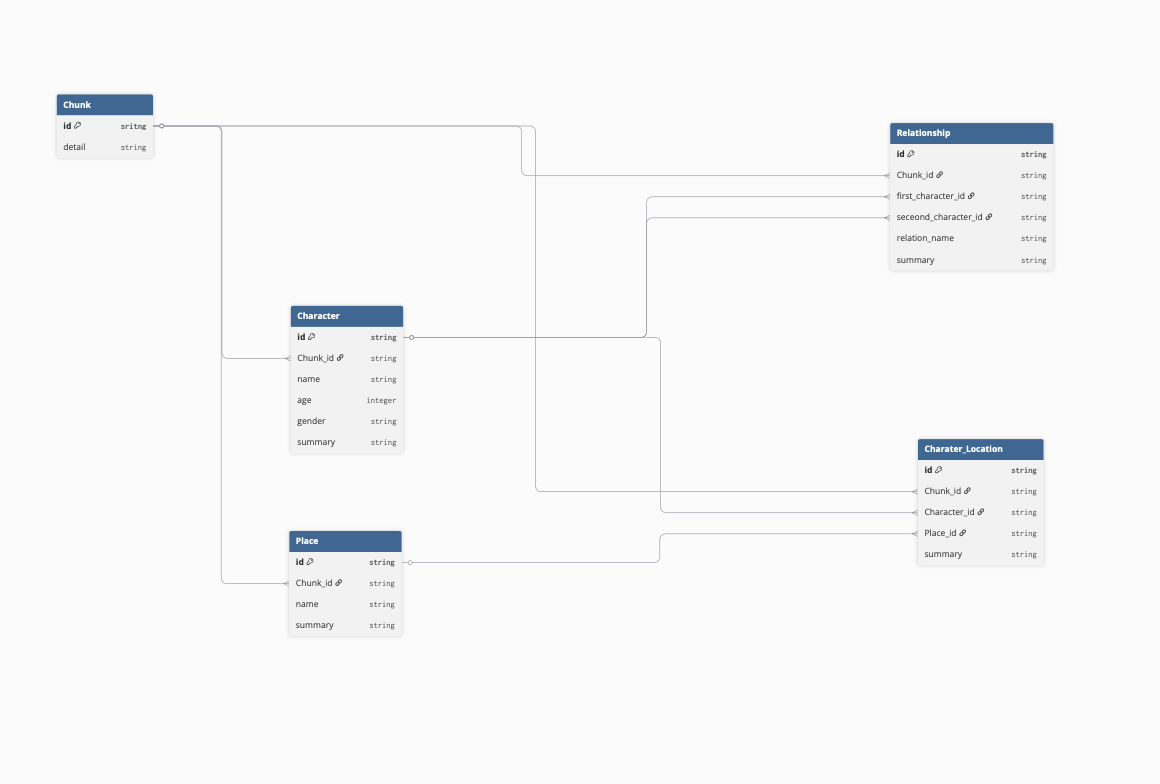 Chunk
id sritng
detail string
Relationship
id string
Chunk_id string
first_character_id string
seceond_character_id string
relation_name string
summary string
Character
id string
Chunk_id string
name string
age integer
gender string
summary string
Charater_Location
id string
Chunk_id string
Character_id string
Place_id string
summary string
Place
id string
Chunk_id string
name string
summary string